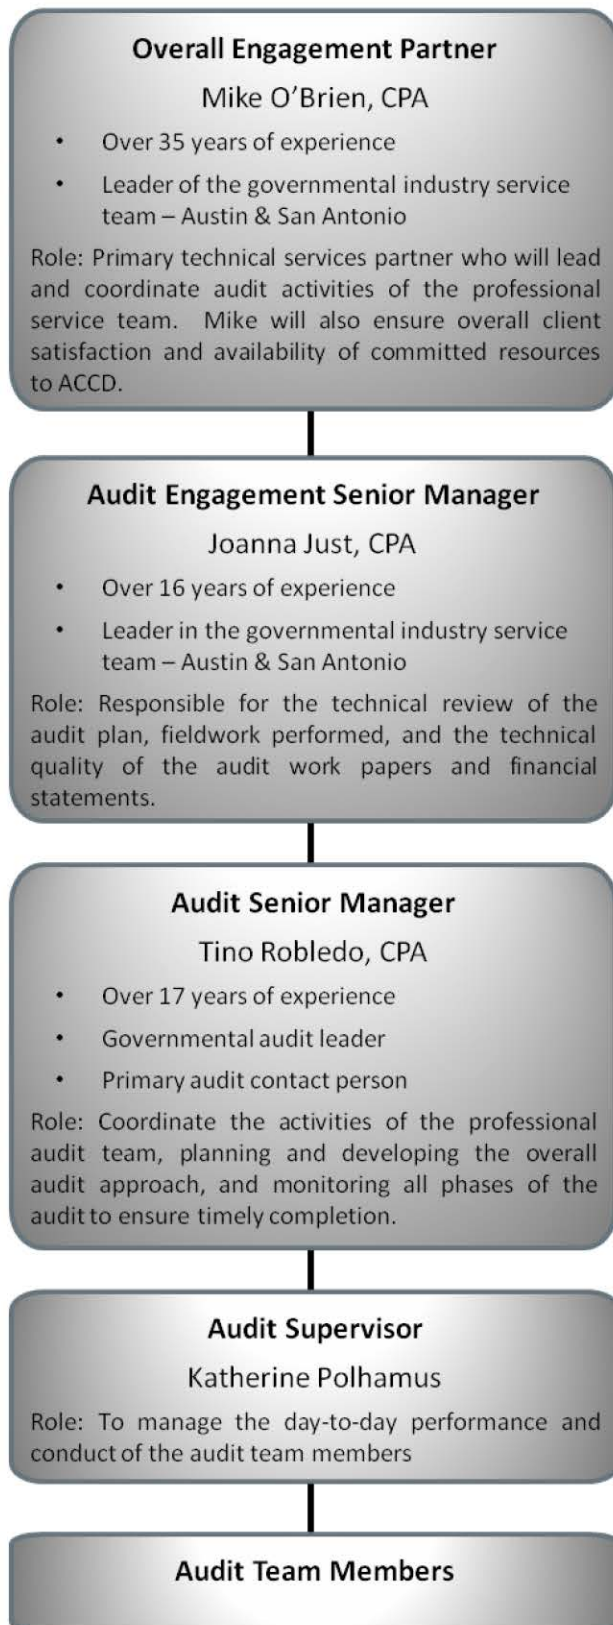 Overall Engagement Partner
Mike O’Brien, CPA
• Over 35 years of experience
• Leader of the governmental industry service
team – Austin & San Antonio
Role: Primary technical services partner who will lead
and coordinate audit activities of the professional
service team. Mike will also ensure overall client
satisfaction and availability of committed resources
to ACCD.
Audit Engagement Senior Manager
Joanna Just, CPA
• Over 16 years of experience
• Leader in the governmental industry service
team – Austin & San Antonio
Role: Responsible for the technical review of the
audit plan, fieldwork performed, and the technical
quality of the audit work papers and financial
statements.
Audit Senior Manager
Tino Robledo, CPA
• Over 17 years of experience
• Governmental audit leader
• Primary audit contact person
Role: Coordinate the activities of the professional
audit team, planning and developing the overall
audit approach, and monitoring all phases of the
audit to ensure timely completion.
Audit Supervisor
Katherine Polhamus
Role: To manage the day-to-day performance and
conduct of the audit team members
Audit Team Members